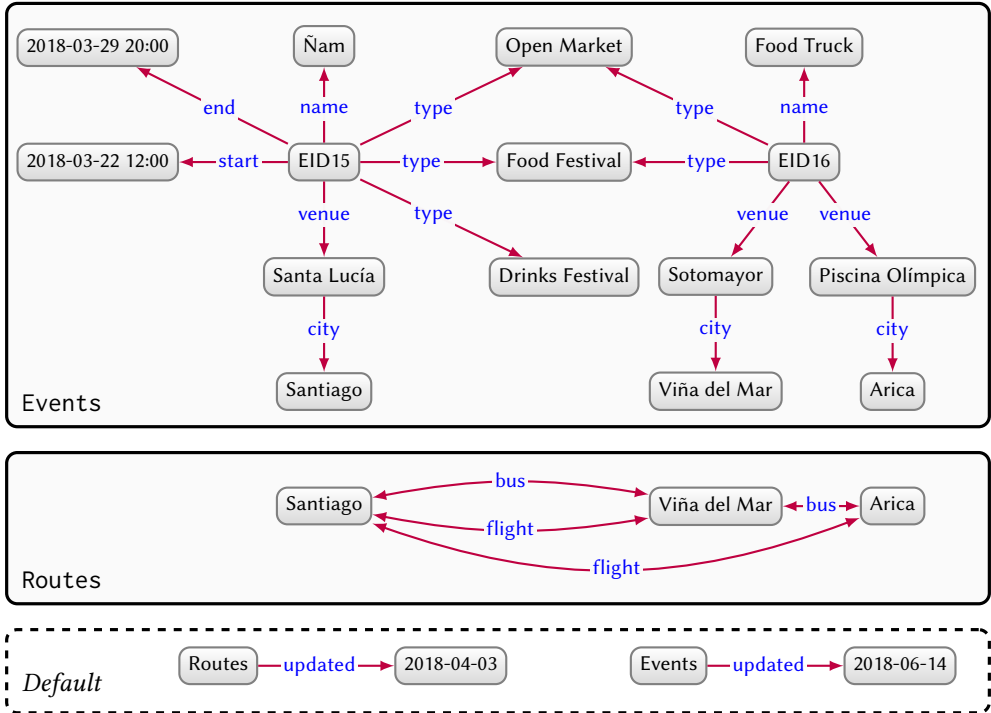 2018-03-29 20:00
Ñam
Open Market
Food Truck
end
name
type
type
name
2018-03-22 12:00
start
EID15
type
Food Festival
type
EID16
venue
type
venue
venue
Santa Lucía
Drinks Festival
Sotomayor
Piscina Olímpica
city
city
city
Santiago
Viña del Mar
Arica
Events
bus
Santiago
Viña del Mar
bus
Arica
flight
flight
Routes
Routes
updated
2018-04-03
Events
updated
2018-06-14
Default